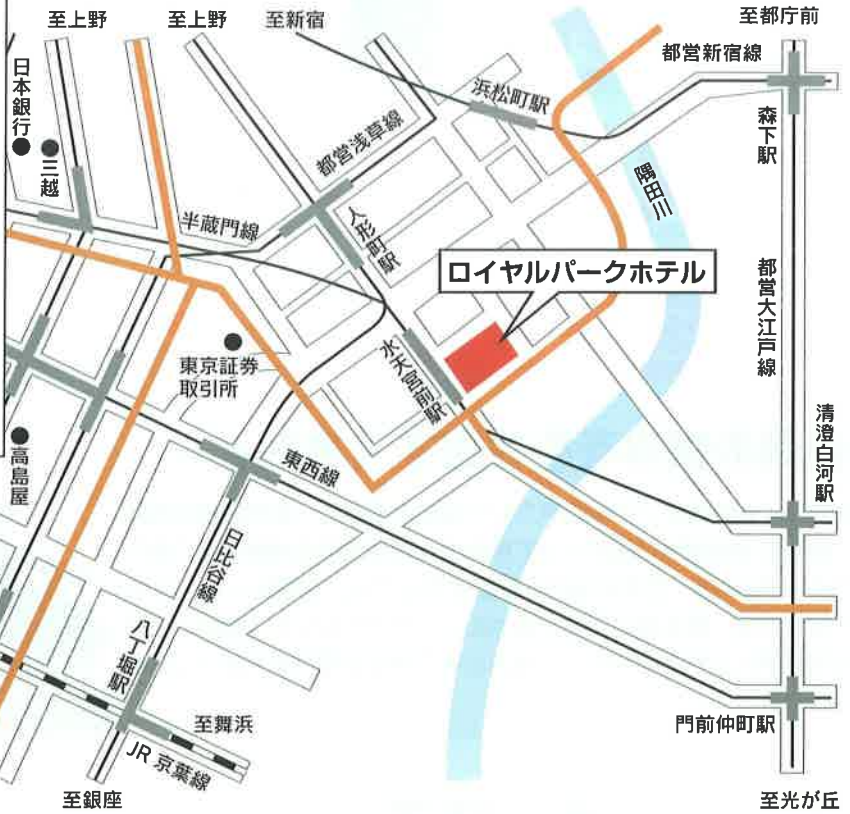 至上野
至上野
至新宿
至都庁前
都営新宿線
日本銀行
三越
浜松町駅
森下駅
都営浅草線
隅田川
半蔵門線
人形町駅
ロイヤルパークホテル
都営大江戸線
東京証券
取引所
水天宮前駅
清澄白河駅
高島屋
東西線
日比谷線
八丁堀駅
至舞浜
門前仲町駅
JR 京葉線
至銀座
至光が丘